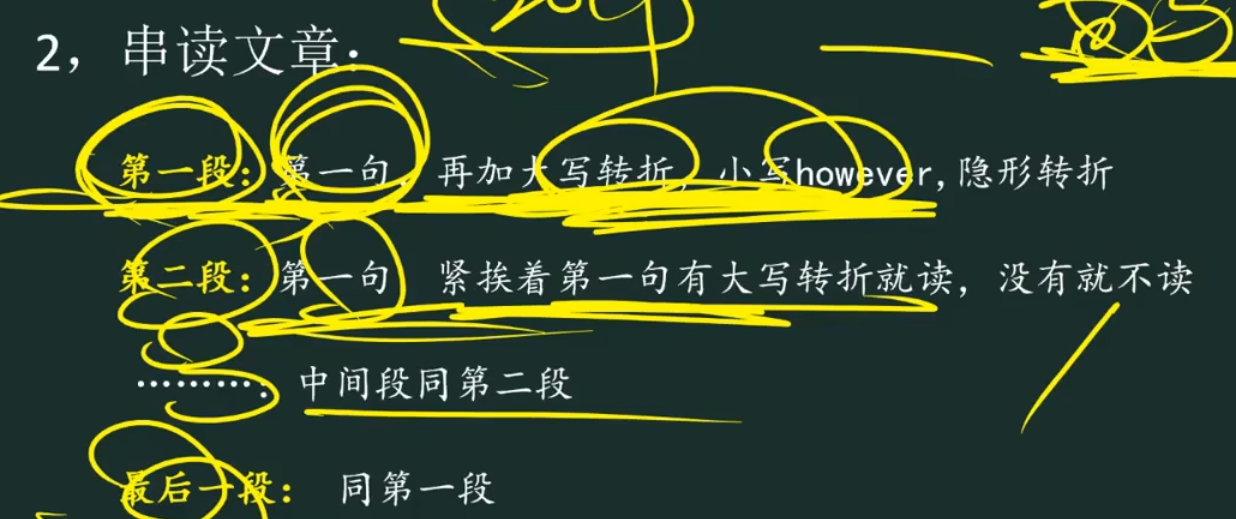 2，串读文章：
第一段：第一句，再加大写转折，小写however,隐形转折
第二段：第一句 紧挨着第一句有大写转折就读，没有就不读
·········：中间段同第二段
最后一段： 同第一段